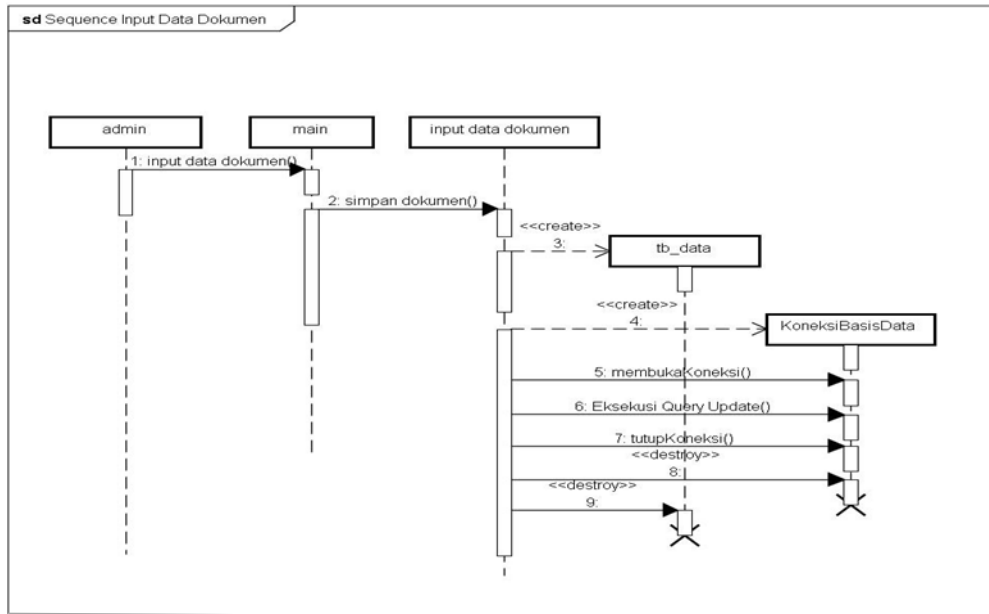 sd Sequence Input Data Dokumen
admin
main
input data dokumen
1: input data dokumen()
2: simpan dokumen()
<<create>>
3:
tb_data
<<create>>
4:
KoneksiBasisData
5: membukaKoneksi()
6: Eksekusi Query Update()
7: tutupKoneksi()
<<destroy>>
8:
<<destroy>>
9: